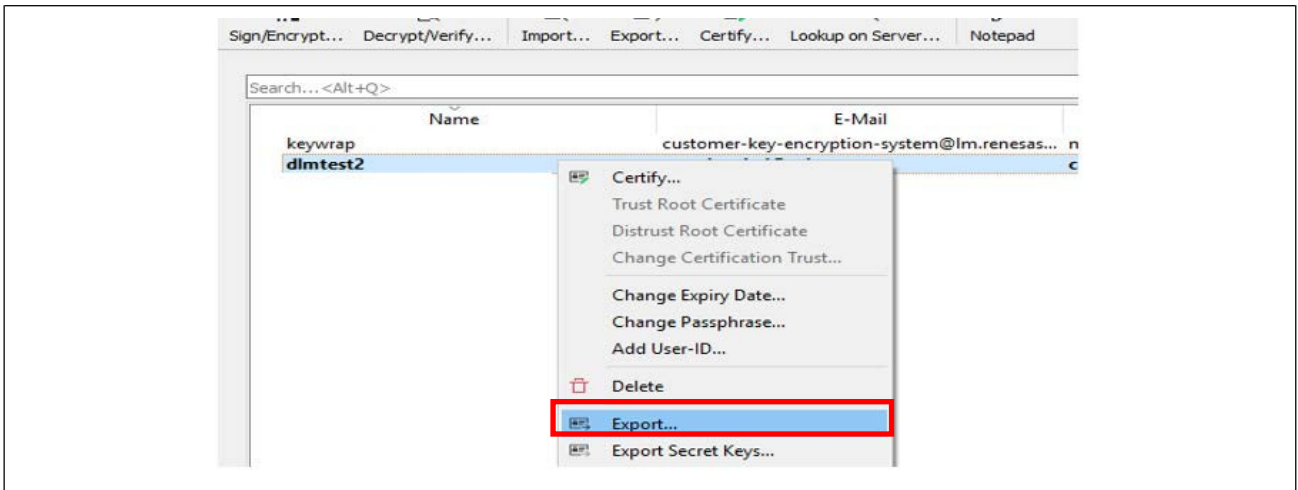 Sign/Encrypt... Decrypt/Verify... Import... Export... Certify... Lookup on Server... Notepad
Search...<Alt+Q>
Name E-Mail
keywrap customer-key-encryption-system@lm.renesas... n
dlmtest2 c
Certify...
Trust Root Certificate
Distrust Root Certificate
Change Certification Trust...
Change Expiry Date...
Change Passphrase...
Add User-ID...
Delete
Export...
Export Secret Keys...